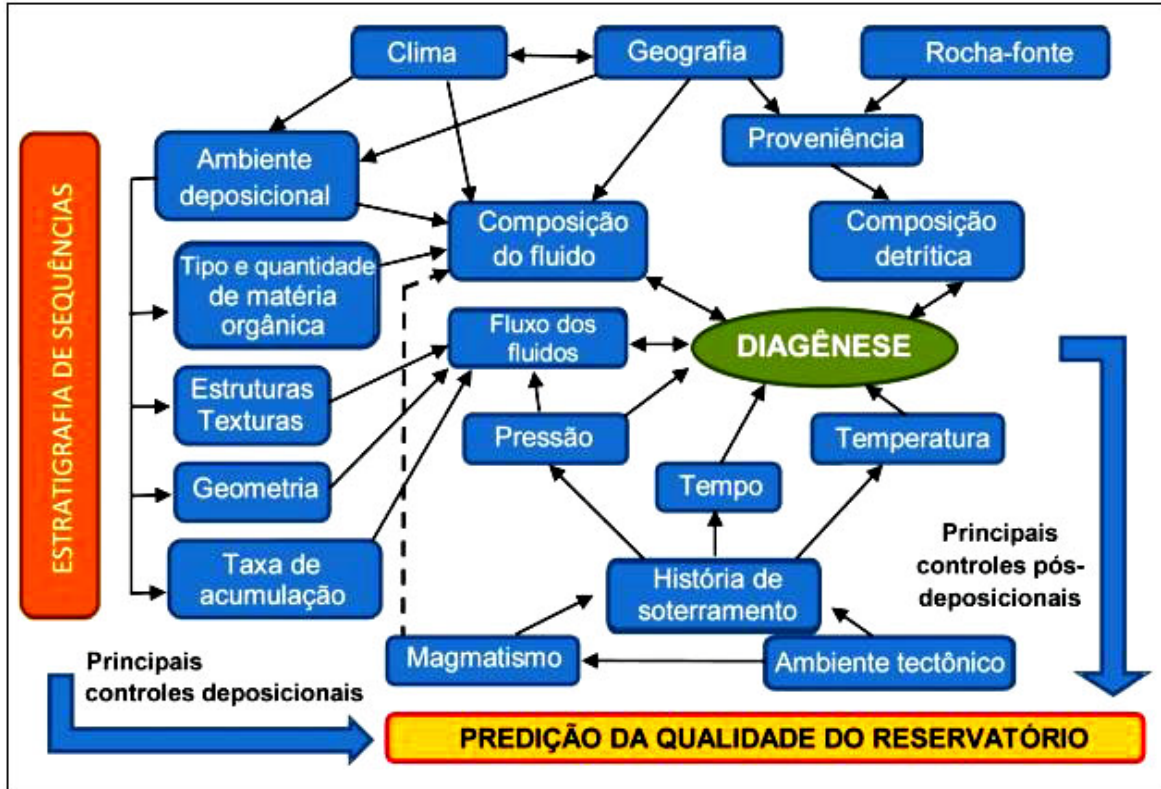 Clima
Geografia
Rocha-fonte
Proveniência
Ambiente
deposicional
Composição
do fluido
Composição
detrítica
Tipo e quantidade
de matéria
orgânica
Fluxo dos
fluidos
DIAGÊNESE
Estruturas
Texturas
Pressão
Temperatura
Geometria
Tempo
Taxa de
acumulação
História de
soterramento
Magmatismo
Ambiente tectônico
ESTRATIGRAFIA DE SEQUÊNCIAS
Principais
controles pós-
deposicionais
Principais
controles deposicionais
PREDIÇÃO DA QUALIDADE DO RESERVATÓRIO